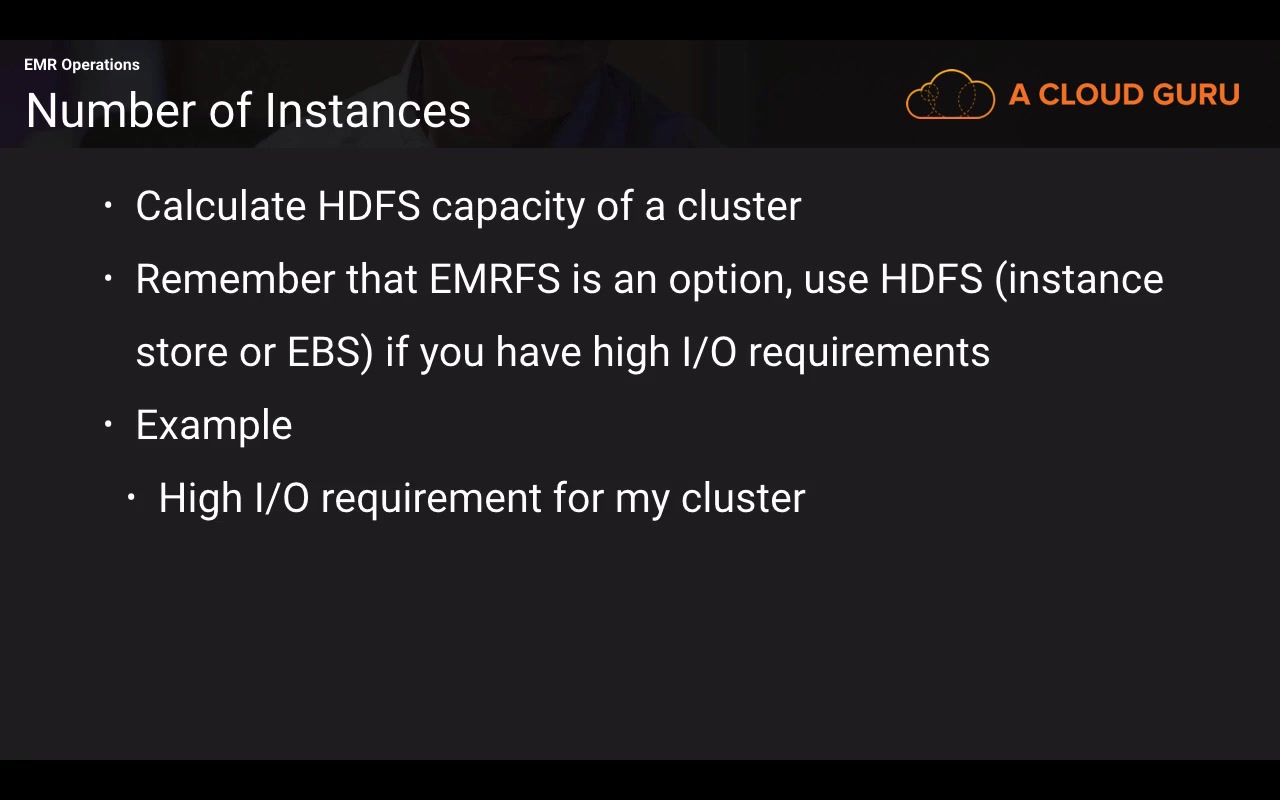 EMR Operations
Number of Instances
A CLOUD GURU
• Calculate HDFS capacity of a cluster
• Remember that EMRFS is an option, use HDFS (instance
store or EBS) if you have high I/O requirements
• Example
• High I/O requirement for my cluster